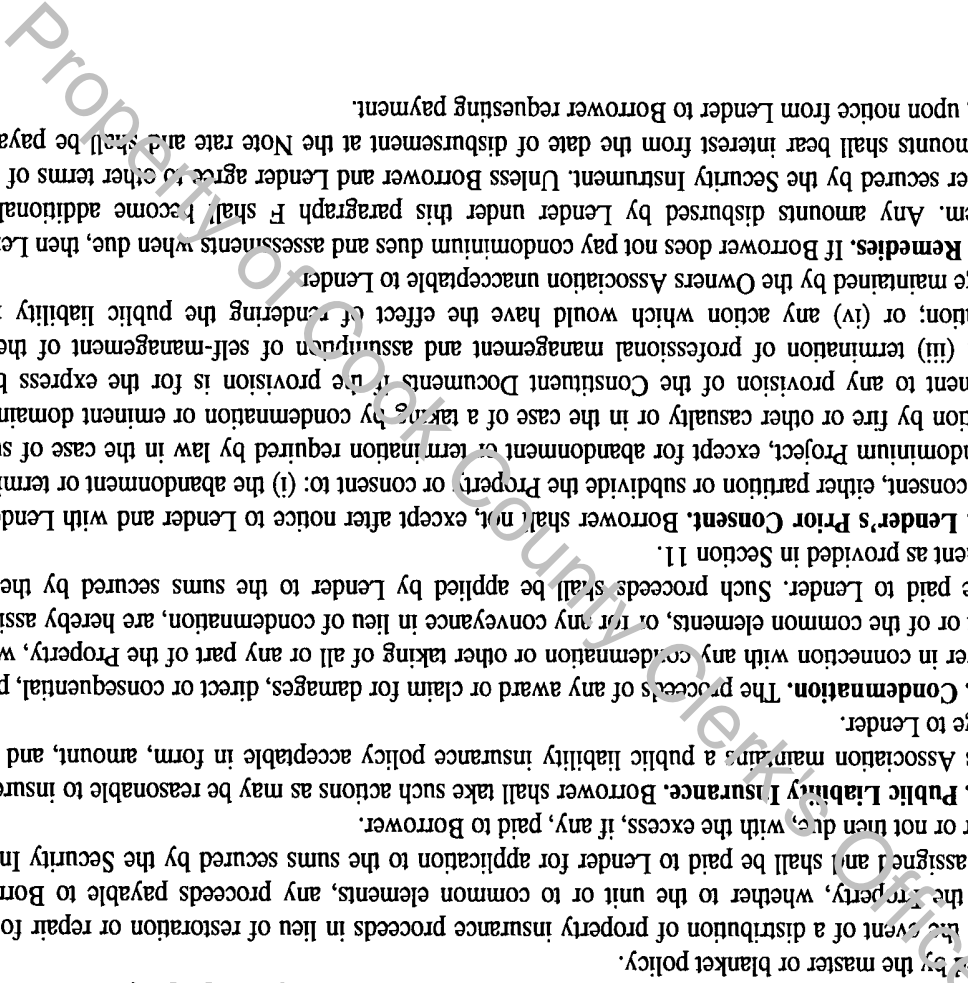 by the master or blanket policy.
the event of a distribution of property insurance proceeds in lieu of restoration or repair fo
the Property, whether to the unit or to common elements, any proceeds payable to Borr
assigned and shall be paid to Lender for application to the sums secured by the Security In
r or not then due, with the excess, if any, paid to Borrower.
. Public Liability Insurance. Borrower shall take such actions as may be reasonable to insure
s Association maintains a public liability insurance policy acceptable in form, amount, and
ge to Lender.
. Condemnation. The proceeds of any award or claim for damages, direct or consequential, p
er in connection with any condemnation or other taking of all or any part of the Property, w
or of the common elements, or for any conveyance in lieu of condemnation, are hereby assi
e paid to Lender. Such proceeds shall be applied by Lender to the sums secured by the
ent as provided in Section 11.
. Lender's Prior Consent. Borrower shall not, except after notice to Lender and with Lend
consent, either partition or subdivide the Property or consent to: (i) the abandonment or termi
ndominium Project, except for abandonment or termination required by law in the case of su
tion by fire or other casualty or in the case of a taking by condemnation or eminent domain
ment to any provision of the Constituent Documents if the provision is for the express b
(iii) termination of professional management and assumption of self-management of the
ation; or (iv) any action which would have the effect of rendering the public liability
ge maintained by the Owners Association unacceptable to Lender.
Remedies. If Borrower does not pay condominium dues and assessments when due, then Le
em. Any amounts disbursed by Lender under this paragraph F shall become additional
er secured by the Security Instrument. Unless Borrower and Lender agree to other terms of
mounts shall bear interest from the date of disbursement at the Note rate and shall be paya
upon notice from Lender to Borrower requesting payment.
Property of Cook County Clerk's Office